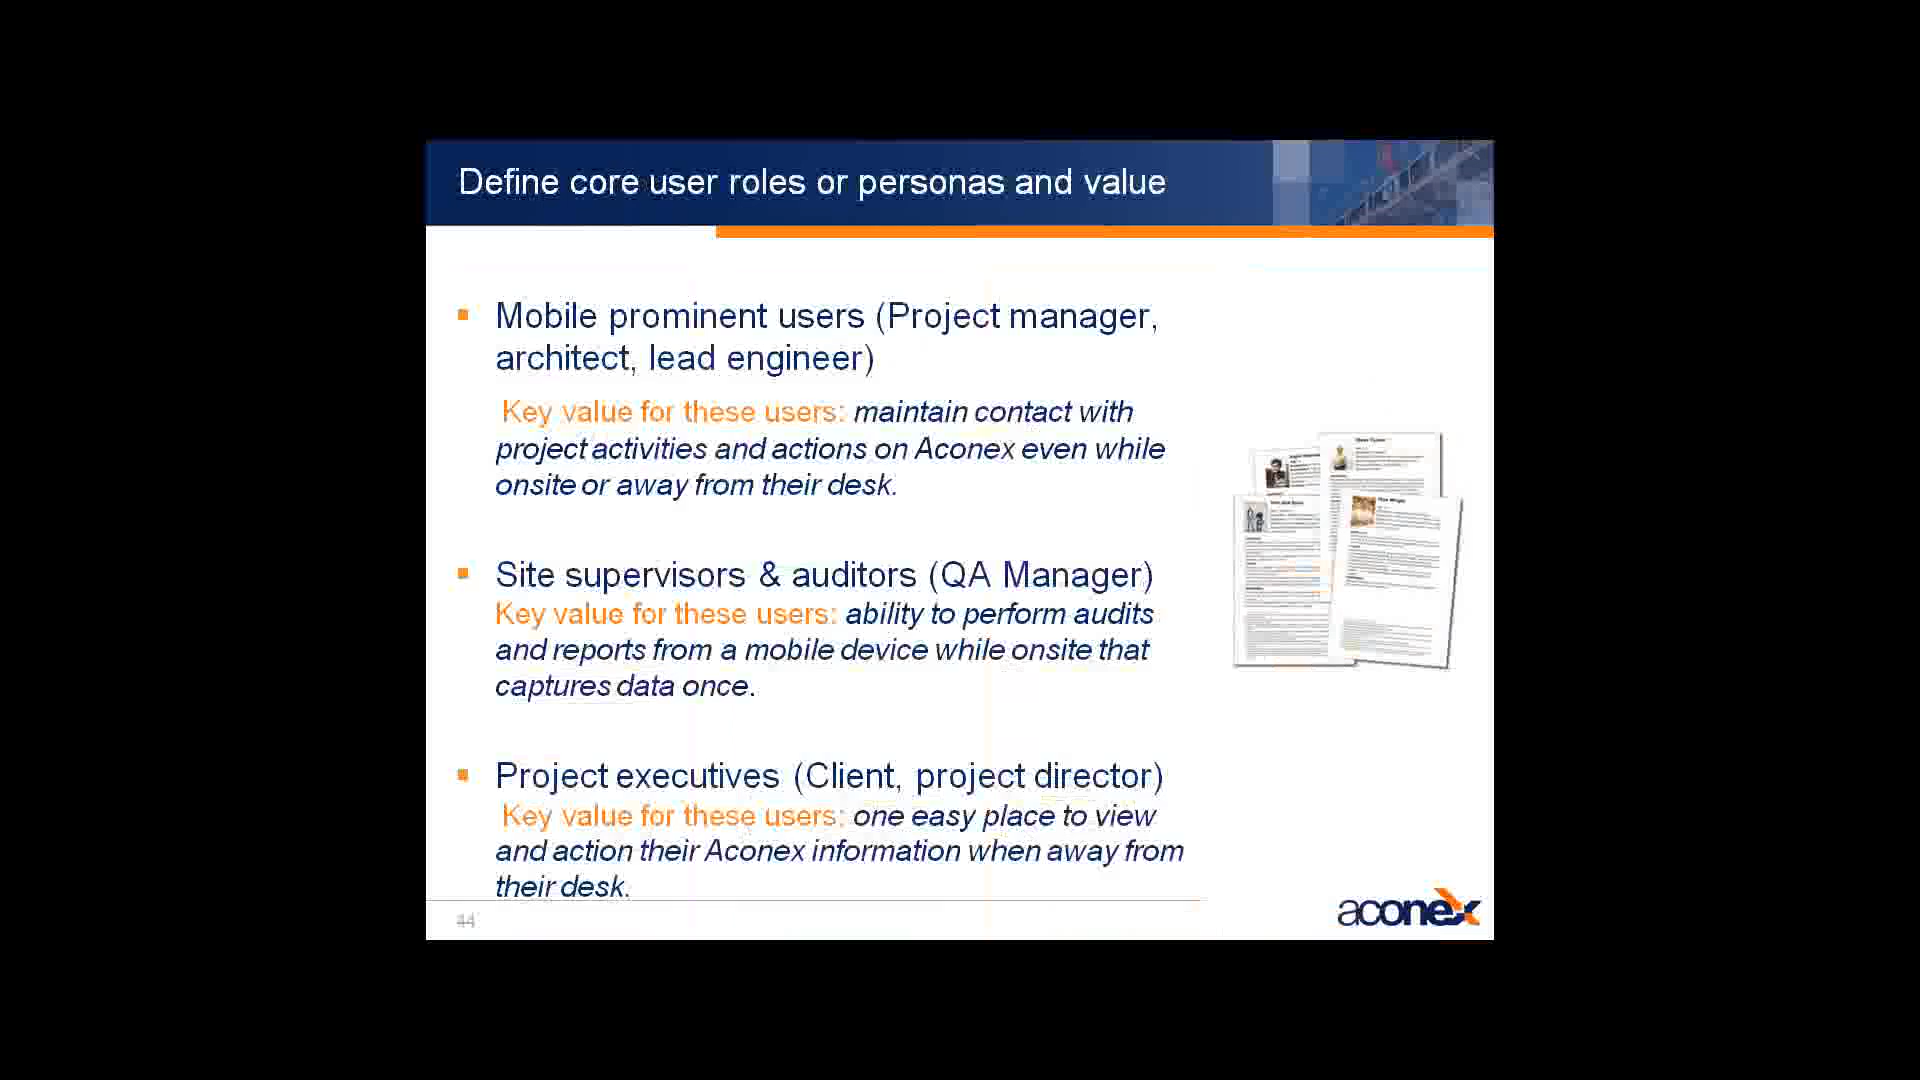 Define core user roles or personas and value
▪ Mobile prominent users (Project manager,
architect, lead engineer)
Key value for these users: maintain contact with
project activities and actions on Aconex even while
onsite or away from their desk.
▪ Site supervisors & auditors (QA Manager)
Key value for these users: ability to perform audits
and reports from a mobile device while onsite that
captures data once.
▪ Project executives (Client, project director)
Key value for these users: one easy place to view
and action their Aconex information when away from
their desk.
44
aconex